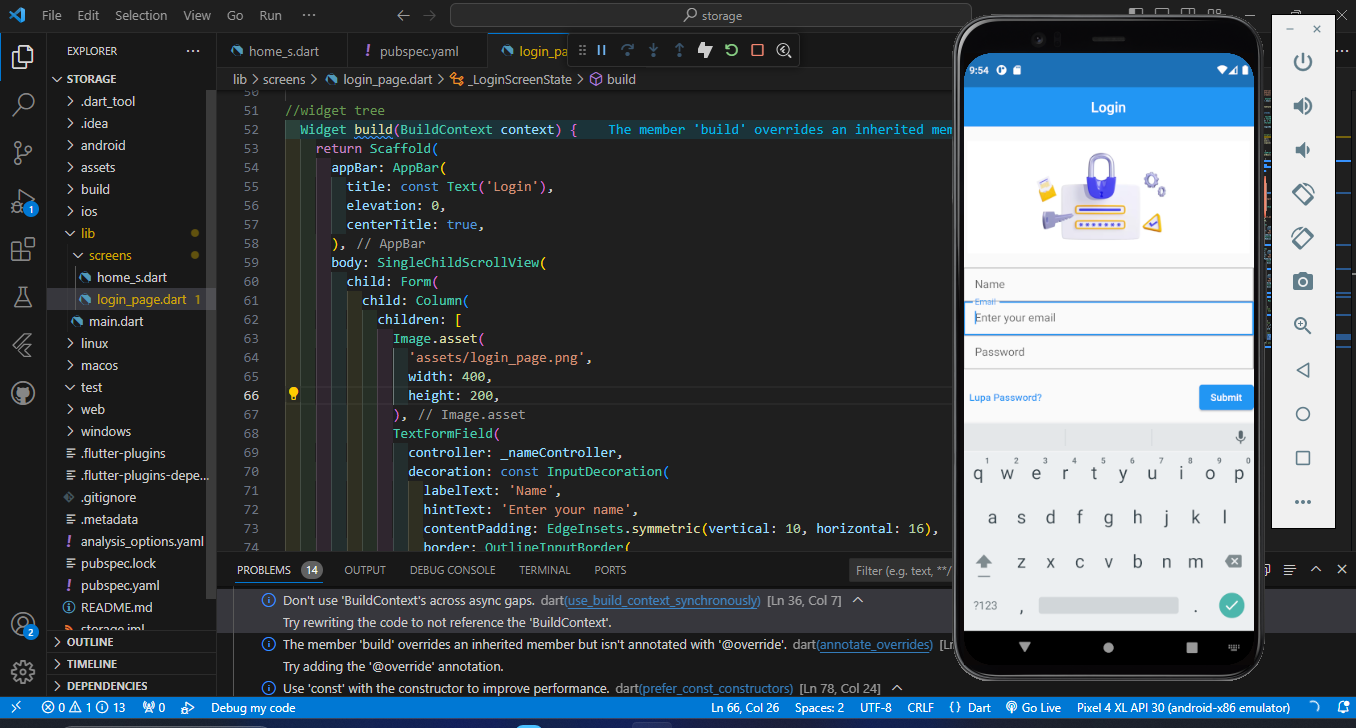 File Edit Selection View Go Run ··· storage
EXPLORER ···
STORAGE
.dart_tool
.idea
android
assets
build
ios
lib
screens
home_s.dart
login_page.dart 1
main.dart
linux
macos
test
web
windows
.flutter-plugins
.flutter-plugins-depe...
.gitignore
.metadata
analysis_options.yaml
pubspec.lock
pubspec.yaml
README.md
storage.iml
OUTLINE
TIMELINE
DEPENDENCIES
1
2
home_s.dart ! pubspec.yaml login_pa
lib > screens > login_page.dart > _LoginScreenState > build
50
51 //widget tree
52 Widget build(BuildContext context) { The member 'build' overrides an inherited mem
53 return Scaffold(
54 appBar: AppBar(
55 title: const Text('Login'),
56 elevation: 0,
57 centerTitle: true,
58 ), // AppBar
59 body: SingleChildScrollView(
60 child: Form(
61 child: Column(
62 children: [
63 Image.asset(
64 'assets/login_page.png',
65 width: 400,
66 height: 200,
67 ), // Image.asset
68 TextFormField(
69 controller: _nameController,
70 decoration: const InputDecoration(
71 labelText: 'Name',
72 hintText: 'Enter your name',
73 contentPadding: EdgeInsets.symmetric(vertical: 10, horizontal: 16),
74 border: OutlineInputBorder(
PROBLEMS 14 OUTPUT DEBUG CONSOLE TERMINAL PORTS Filter (e.g. text, **/
Don't use 'BuildContext's across async gaps. dart(use_build_context_synchronously) [Ln 36, Col 7]
Try rewriting the code to not reference the 'BuildContext'.
The member 'build' overrides an inherited member but isn't annotated with '@override'. dart(annotate_overrides) [Ln
Try adding the '@override' annotation.
Use 'const' with the constructor to improve performance. dart(prefer_const_constructors) [Ln 78, Col 24]
9:54
Login
Name
Email
Enter your email
Password
Lupa Password? Submit
1 2 3 4 5 6 7 8 9 0
q w e r t y u i o p
a s d f g h j k l
z x c v b n m
?123 , .
0 1 13 0 Debug my code Ln 66, Col 26 Spaces: 2 UTF-8 CRLF {} Dart Go Live Pixel 4 XL API 30 (android-x86 emulator)